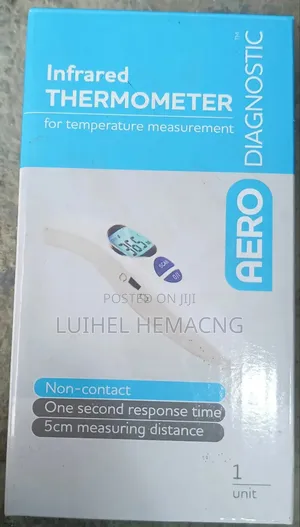 Infrared
THERMOMETER
for temperature measurement
AERO DIAGNOSTIC™
36.5
POSTED ON JIJI
LUIHEL HEMACNG
Non-contact
One second response time
5cm measuring distance
1
unit